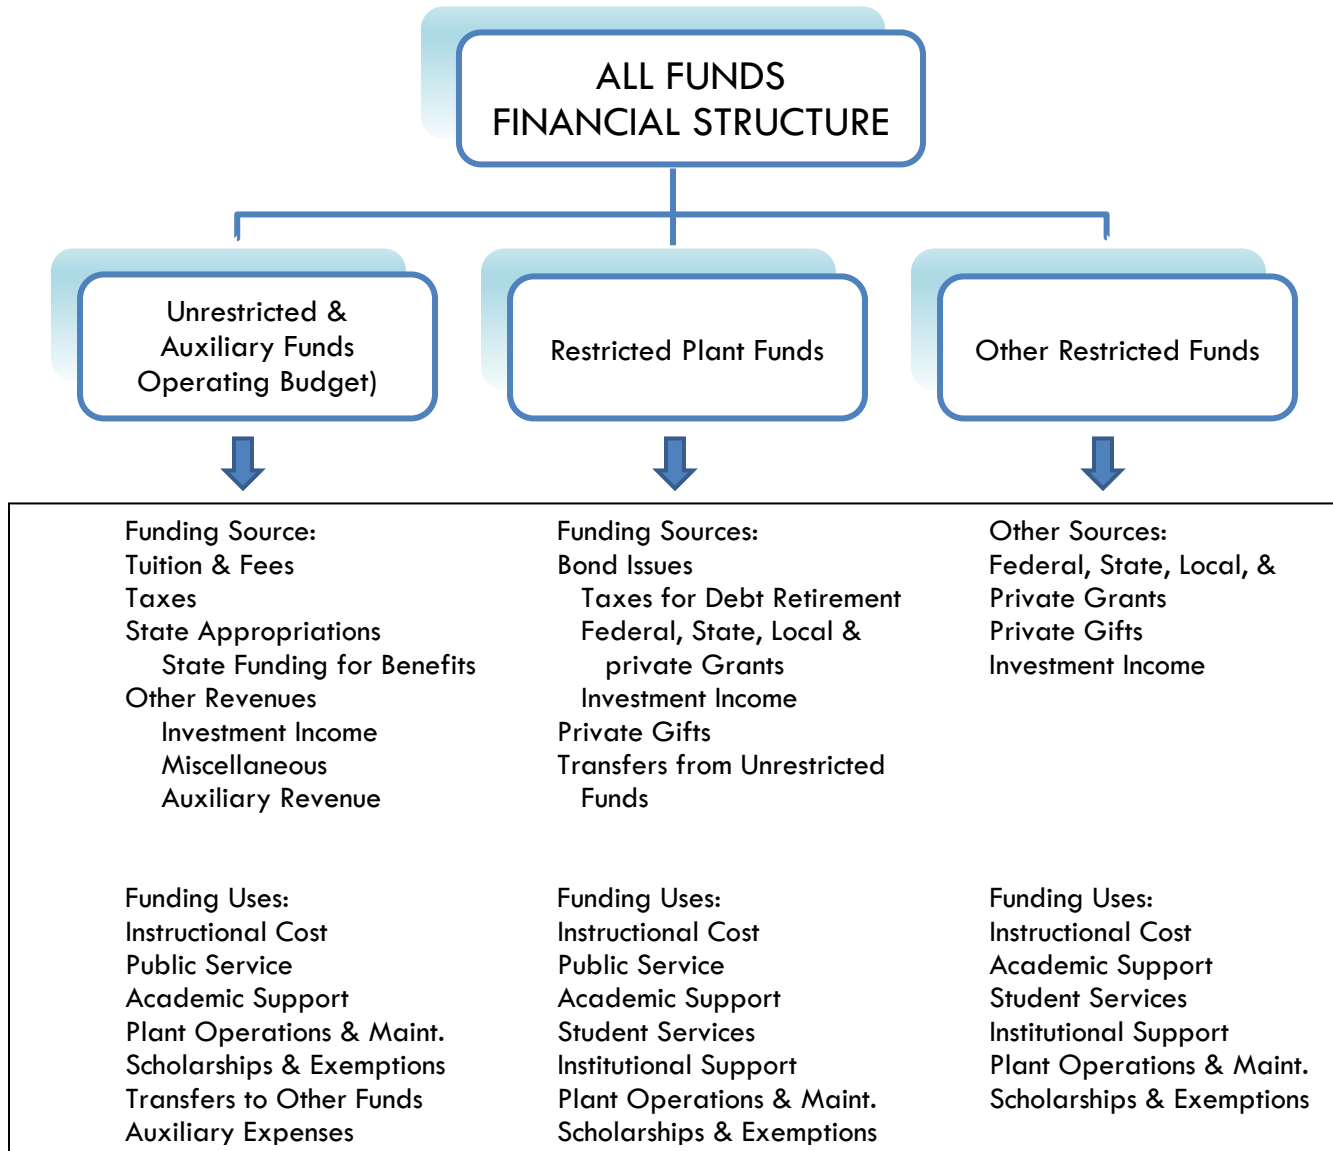 ALL FUNDS
FINANCIAL STRUCTURE
Unrestricted &
Auxiliary Funds
Operating Budget)
Restricted Plant Funds
Other Restricted Funds
Funding Source:
Tuition & Fees
Taxes
State Appropriations
State Funding for Benefits
Other Revenues
Investment Income
Miscellaneous
Auxiliary Revenue
Funding Uses:
Instructional Cost
Public Service
Academic Support
Plant Operations & Maint.
Scholarships & Exemptions
Transfers to Other Funds
Auxiliary Expenses
Funding Sources:
Bond Issues
Taxes for Debt Retirement
Federal, State, Local &
private Grants
Investment Income
Private Gifts
Transfers from Unrestricted
Funds
Funding Uses:
Instructional Cost
Public Service
Academic Support
Student Services
Institutional Support
Plant Operations & Maint.
Scholarships & Exemptions
Other Sources:
Federal, State, Local, &
Private Grants
Private Gifts
Investment Income
Funding Uses:
Instructional Cost
Academic Support
Student Services
Institutional Support
Plant Operations & Maint.
Scholarships & Exemptions